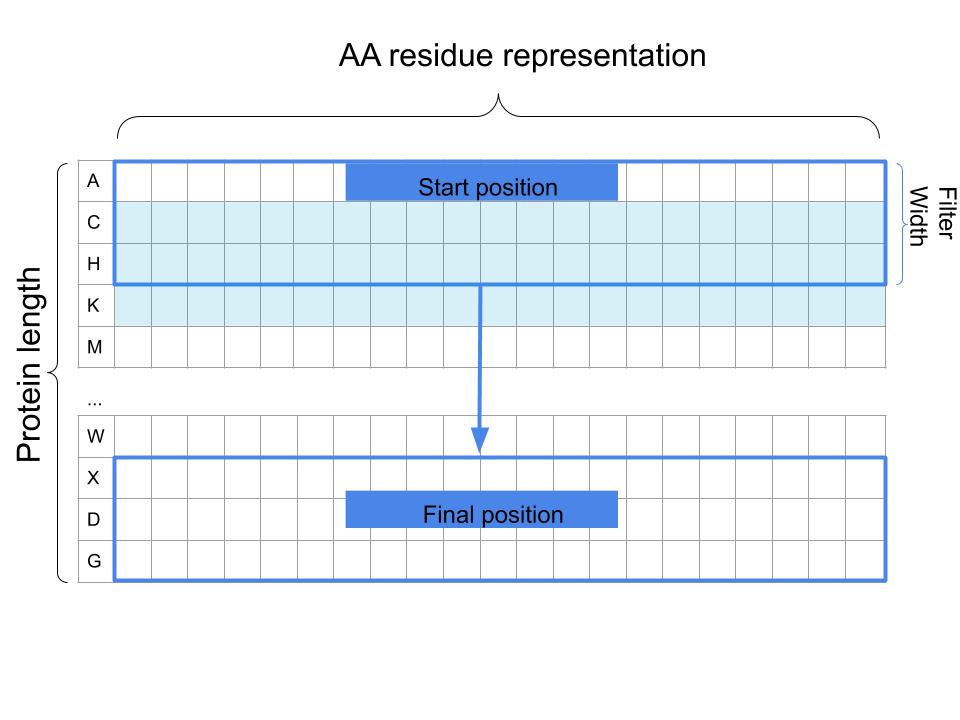 AA residue representation
A
Start position
C
H
K
M
...
W
X
D
Final position
G
Protein length
Filter
Width